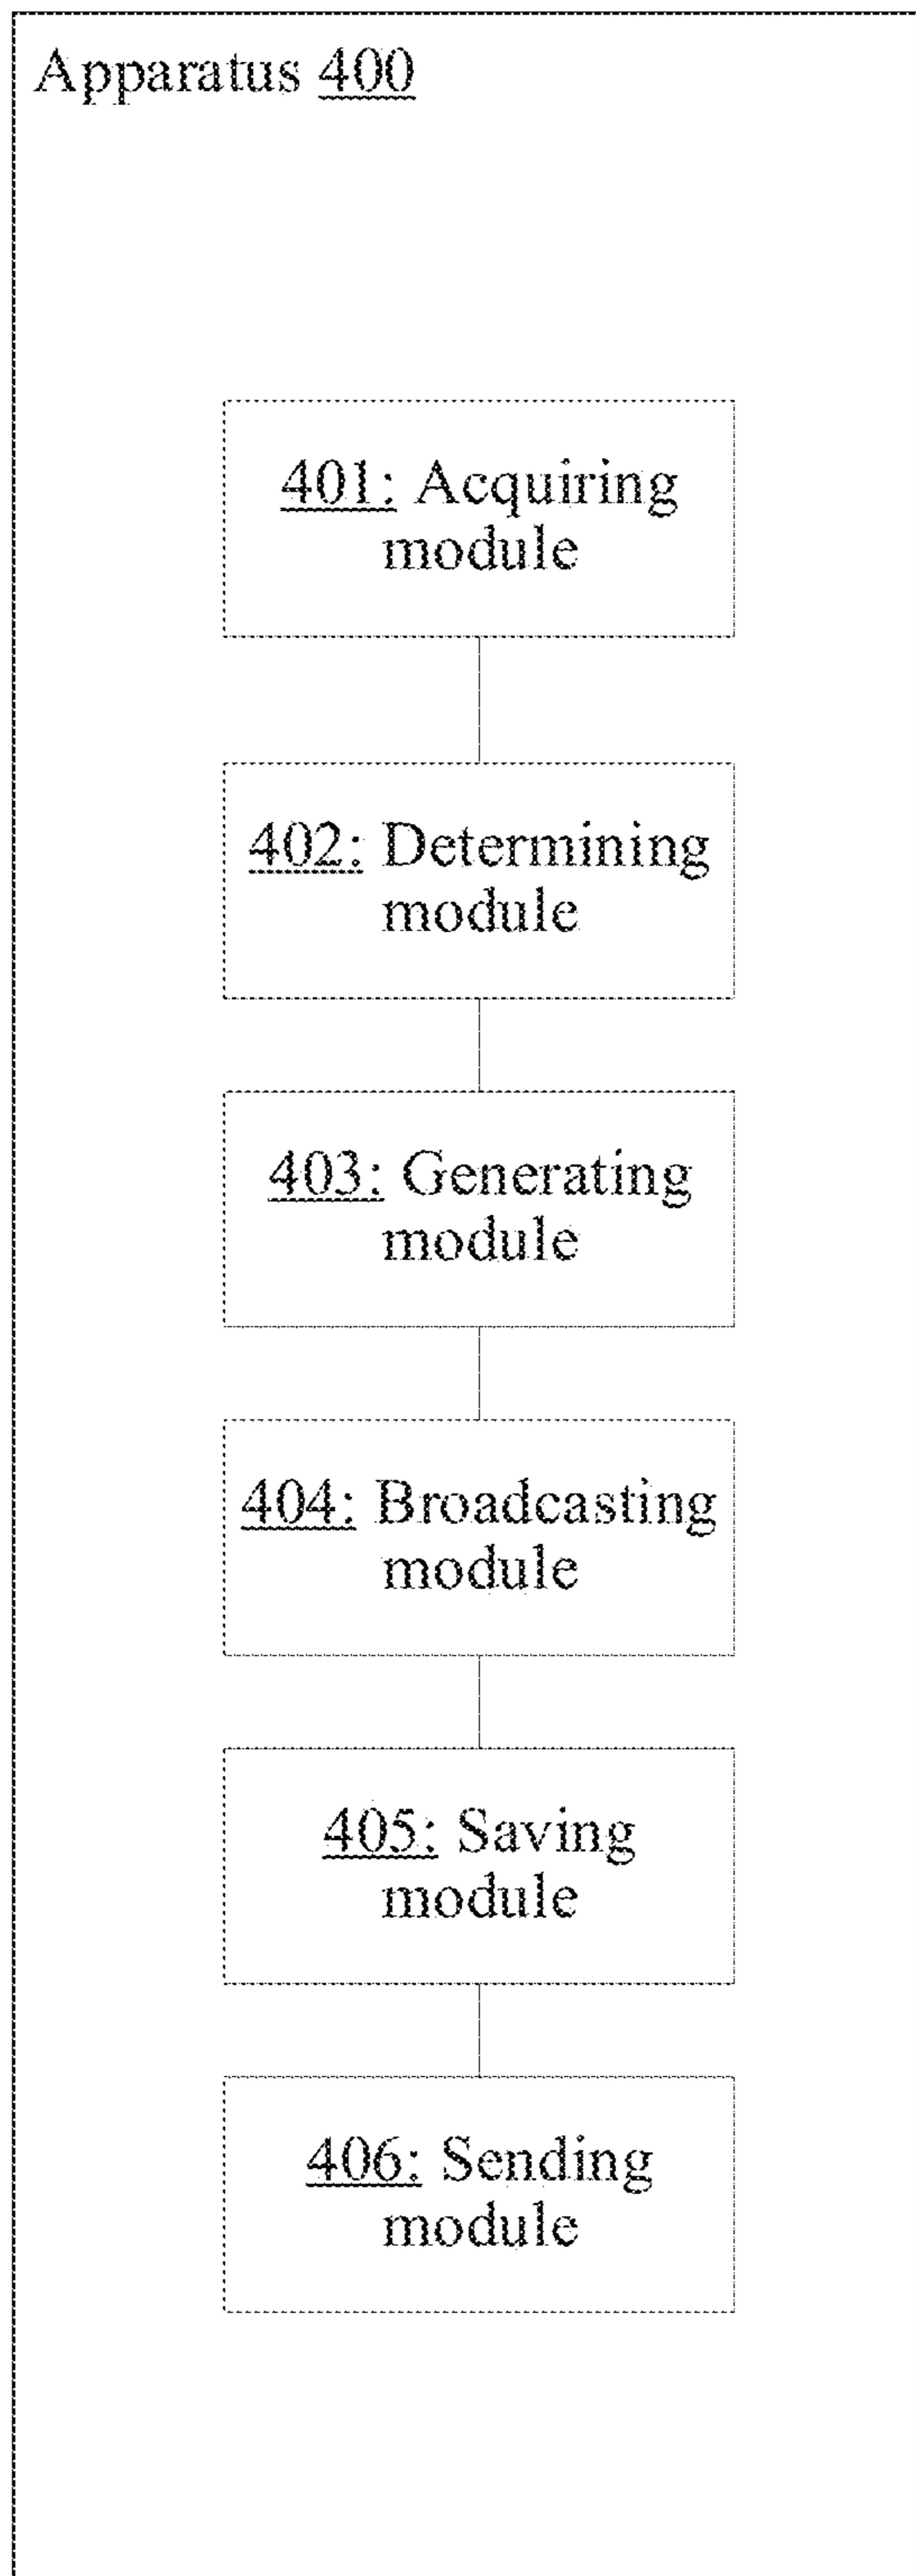 Apparatus 400
401: Acquiring
module
402: Determining
module
403: Generating
module
404: Broadcasting
module
405: Saving
module
406: Sending
module